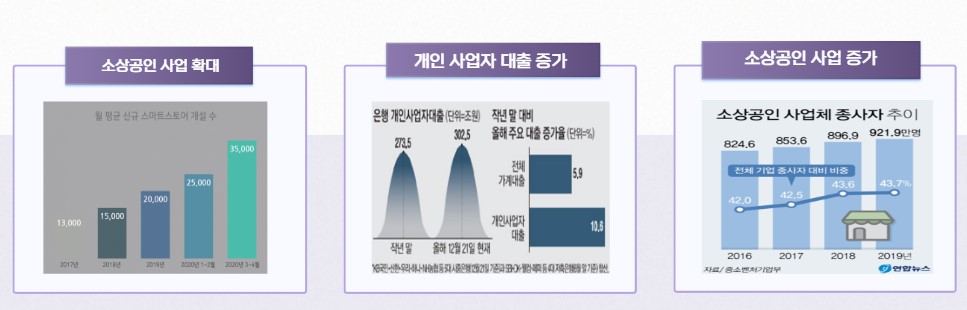 소상공인 사업 확대
월 평균 신규 스마트스토어 개설 수
35,000
25,000
20,000
15,000
13,000
2017년 2018년 2019년 2020년 1~2월 2020년 3~4월
개인 사업자 대출 증가
은행 개인사업자대출 (단위=조원)
273.5
302.5
작년 말
올해 12월 21일 현재
작년 말 대비
올해 주요 대출 증가율 (단위=%)
전체
가계대출
5.9
개인사업자
대출
10.6
소상공인 사업 증가
소상공인 사업체 종사자 추이
824.6 853.6 896.9 921.9만명
전체 기업 종사자 대비 비중
42.0 42.5 43.6 43.7%
2016 2017 2018 2019년
자료/중소벤처기업부
연합뉴스